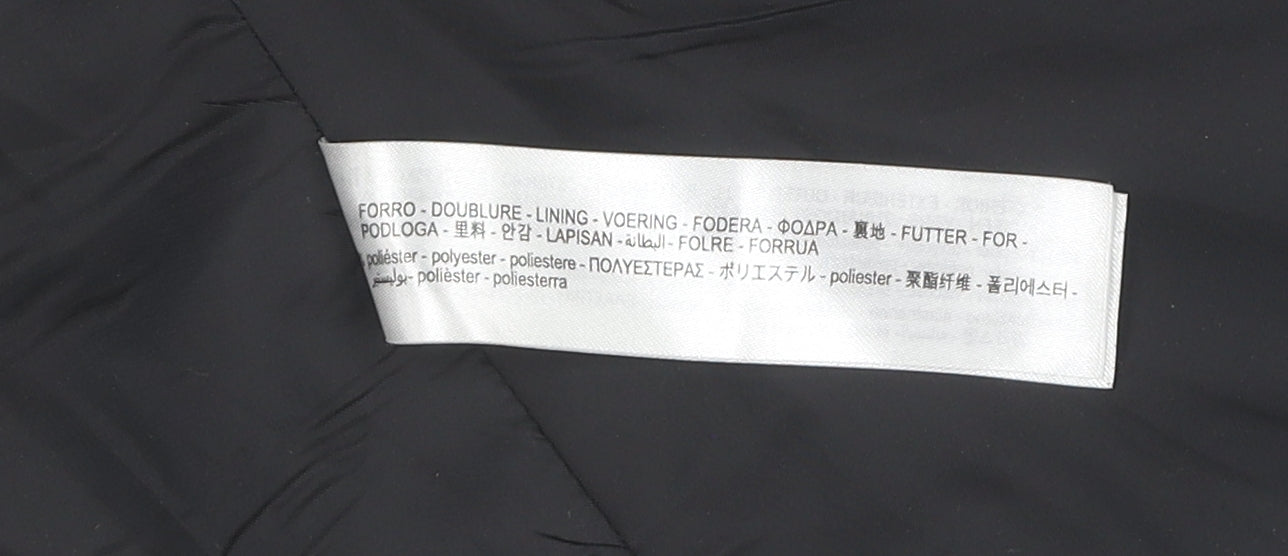 FORRO - DOUBLURE - LINING - VOERING - FODERA - ΦΟΔΡΑ - 裏地 - FUTTER - FOR -
PODLOGA - 里料 - 안감 - LAPISAN - البطانة - FOLRE - FORRUA
poliéster - polyester - poliestere - ΠΟΛΥΕΣΤΕΡΑΣ - ポリエステル - poliester - 聚酯纤维 - 폴리에스터 -
بوليستر - polièster - poliesterra